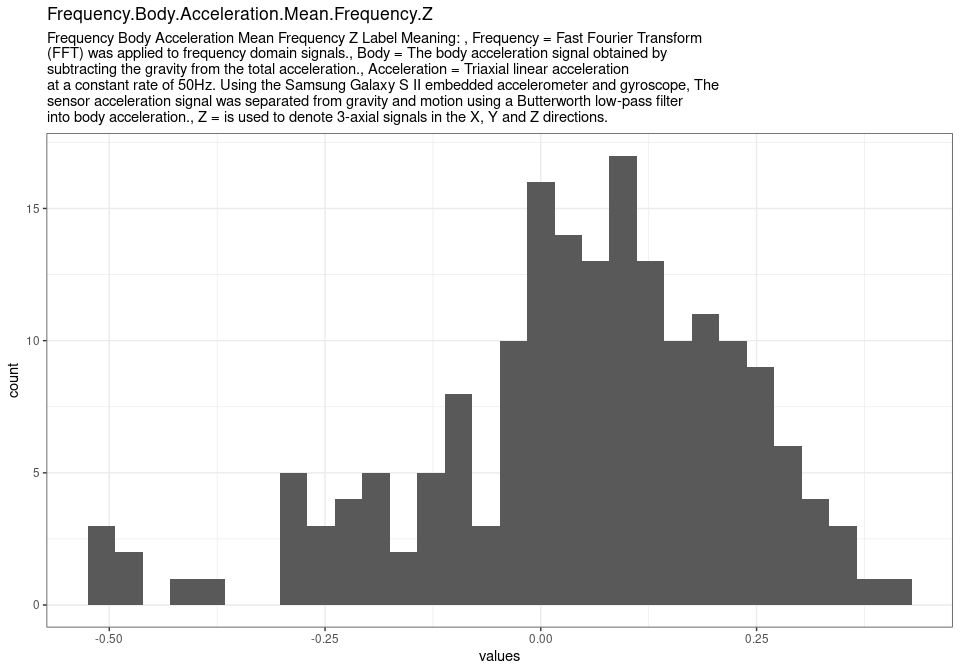 Frequency.Body.Acceleration.Mean.Frequency.Z
Frequency Body Acceleration Mean Frequency Z Label Meaning: , Frequency = Fast Fourier Transform
(FFT) was applied to frequency domain signals., Body = The body acceleration signal obtained by
subtracting the gravity from the total acceleration., Acceleration = Triaxial linear acceleration
at a constant rate of 50Hz. Using the Samsung Galaxy S II embedded accelerometer and gyroscope, The
sensor acceleration signal was separated from gravity and motion using a Butterworth low-pass filter
into body acceleration., Z = is used to denote 3-axial signals in the X, Y and Z directions.
15
10
5
0
count
-0.50
-0.25
0.00
0.25
values